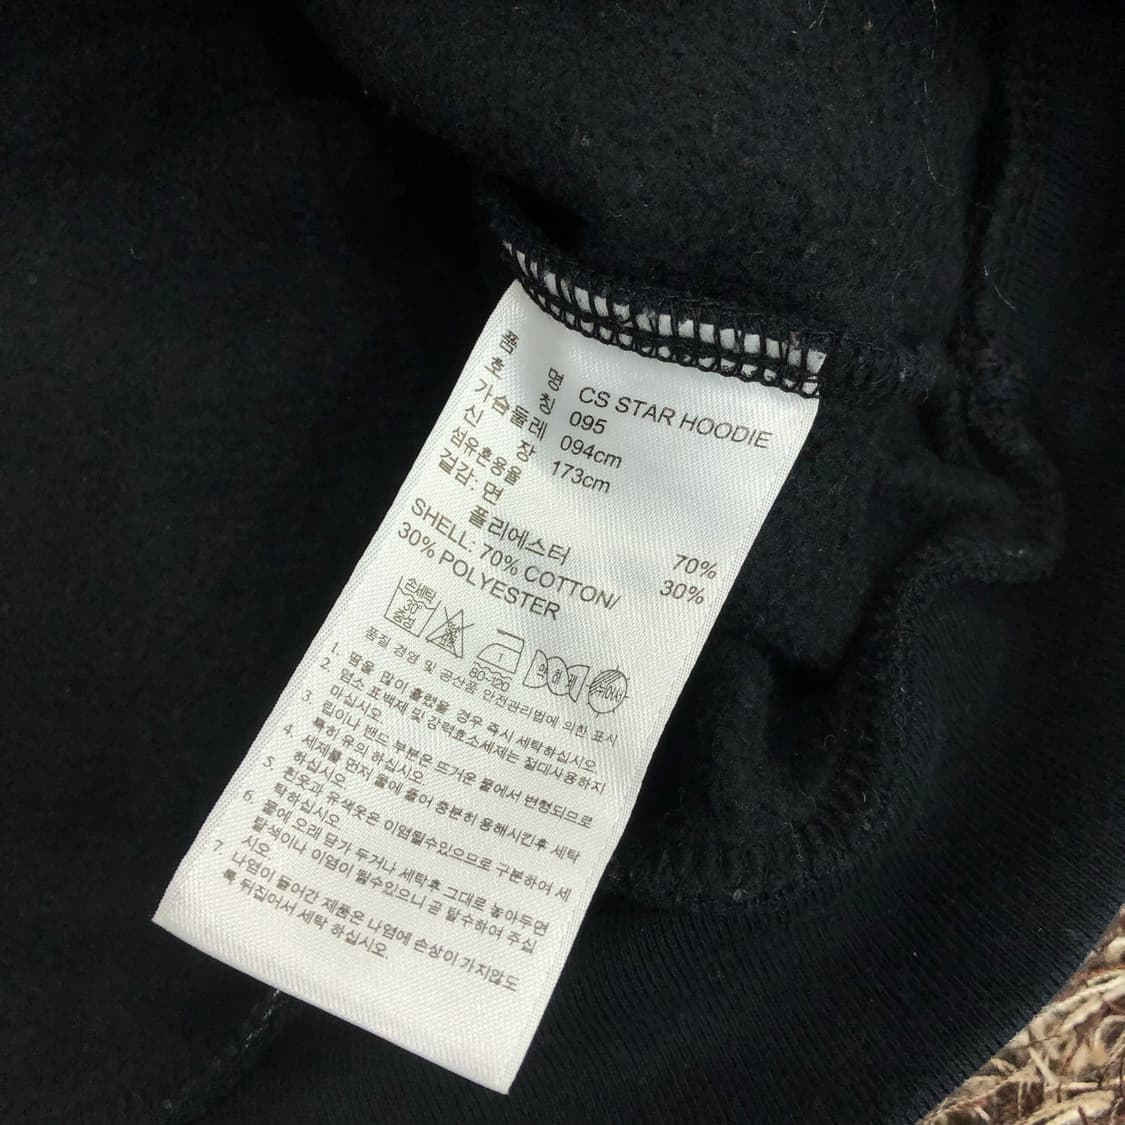 품 명 CS STAR HOODIE
호 칭 095
가슴둘레 094cm
신 장 173cm
섬유혼용율
겉감: 면 70%
폴리에스터 30%
SHELL: 70% COTTON/
30% POLYESTER
손세탁
30°
중성
80-120
품질 경영 및 공산품 안전관리법에 의한 표시
1. 땀을 많이 흘렸을 경우 즉시 세탁하십시오.
2. 염소 표백제 및 강력효소세제는 절대사용하지
마십시오.
3. 립이나 밴드 부분은 뜨거운 물에서 변형되므로
특히 유의 하십시오.
4. 세제를 먼저 물에 풀어 충분히 용해시킨후 세탁
하십시오.
5. 흰옷과 유색옷은 이염될수있으므로 구분하여 세
탁하십시오.
6. 물에 오래 담가 두거나 세탁후 그대로 놓아두면
탈색이나 이염이 될수있으니 곧 탈수하여 주십
시오.
7. 나염이 들어간 제품은 나염에 손상이 가지않도
록 뒤집어서 세탁 하십시오.